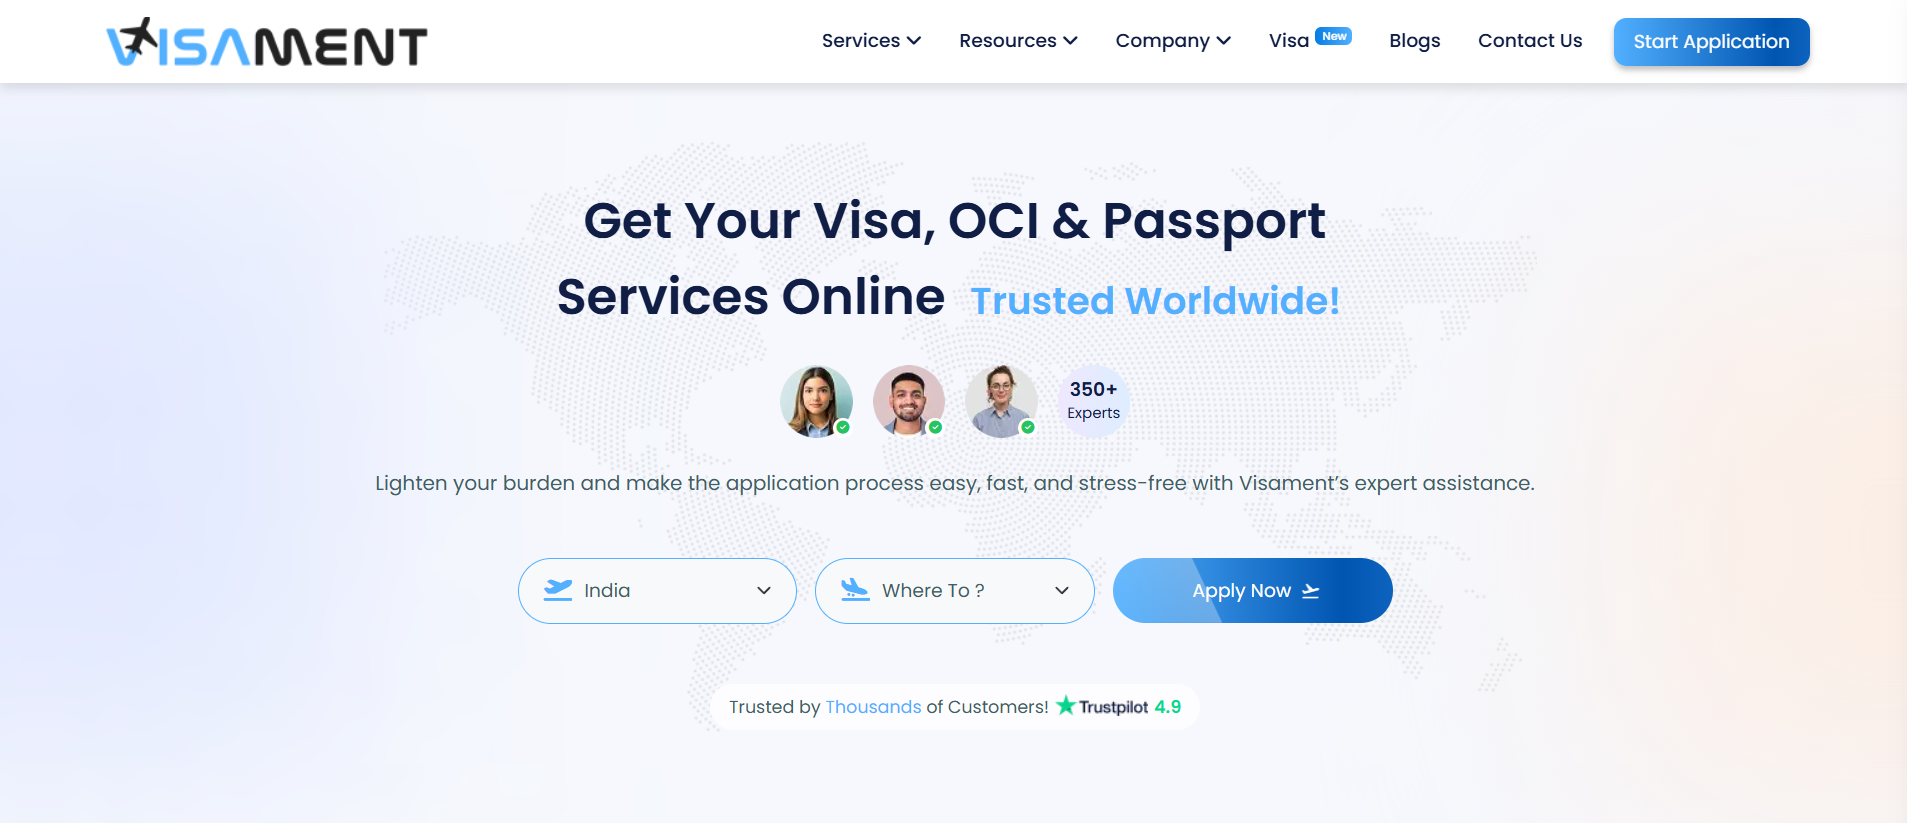 VISAMENT
Services
Resources
Company
Visa New
Blogs
Contact Us
Start Application
Get Your Visa, OCI & Passport
Services Online Trusted Worldwide!
350+
Experts
Lighten your burden and make the application process easy, fast, and stress-free with Visament’s expert assistance.
India
Where To ?
Apply Now
Trusted by Thousands of Customers! Trustpilot 4.9